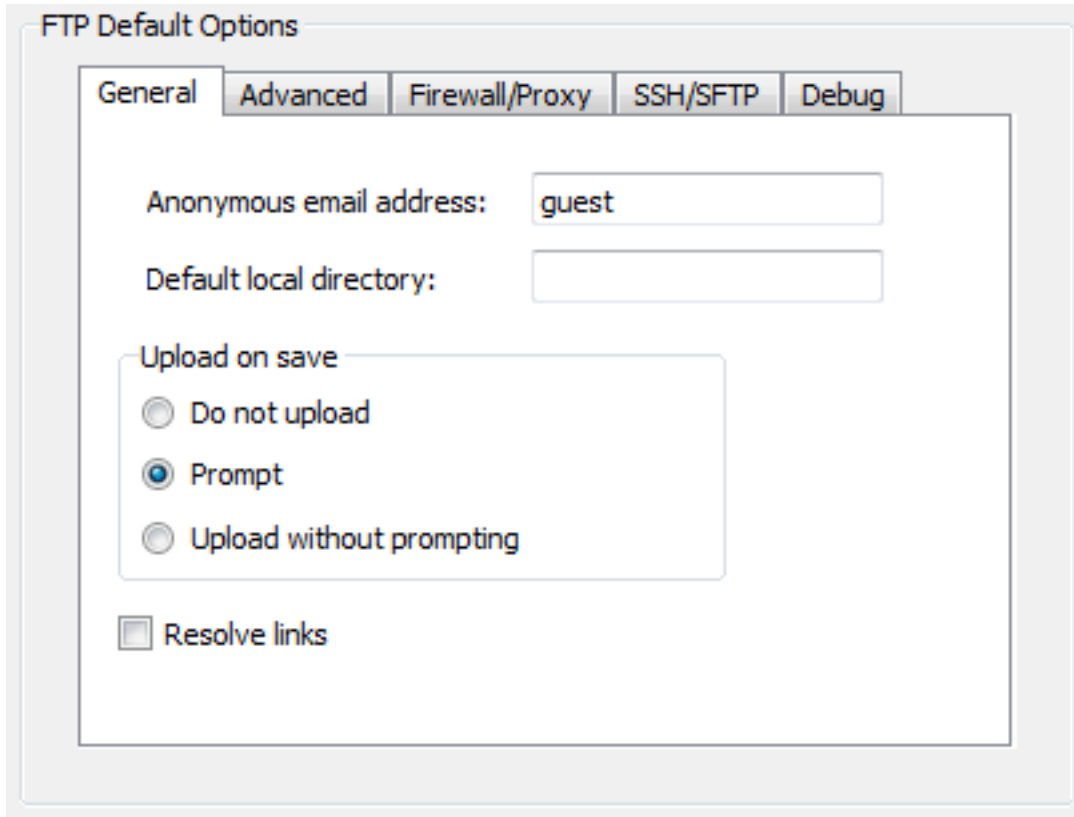 FTP Default Options
General Advanced Firewall/Proxy SSH/SFTP Debug
Anonymous email address: guest
Default local directory:
Upload on save
Do not upload
Prompt
Upload without prompting
Resolve links